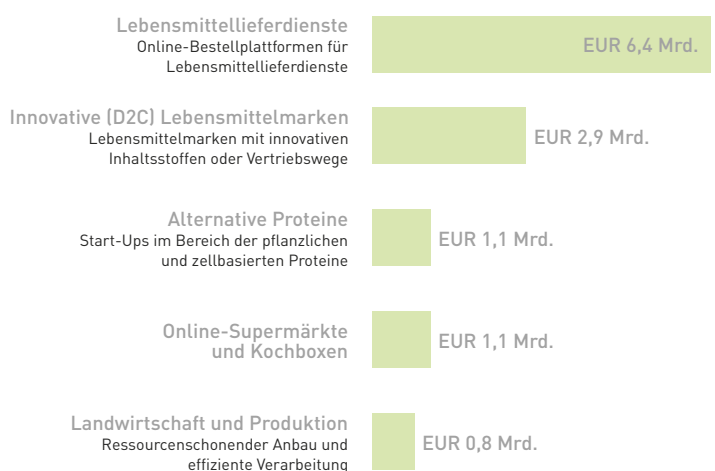 Lebensmittellieferdienste
Online-Bestellplattformen für
Lebensmittellieferdienste
EUR 6,4 Mrd.
Innovative (D2C) Lebensmittelmarken
Lebensmittelmarken mit innovativen
Inhaltsstoffen oder Vertriebswege
EUR 2,9 Mrd.
Alternative Proteine
Start-Ups im Bereich der pflanzlichen
und zellbasierten Proteine
EUR 1,1 Mrd.
Online-Supermärkte
und Kochboxen
EUR 1,1 Mrd.
Landwirtschaft und Produktion
Ressourcenschonender Anbau und
effiziente Verarbeitung
EUR 0,8 Mrd.